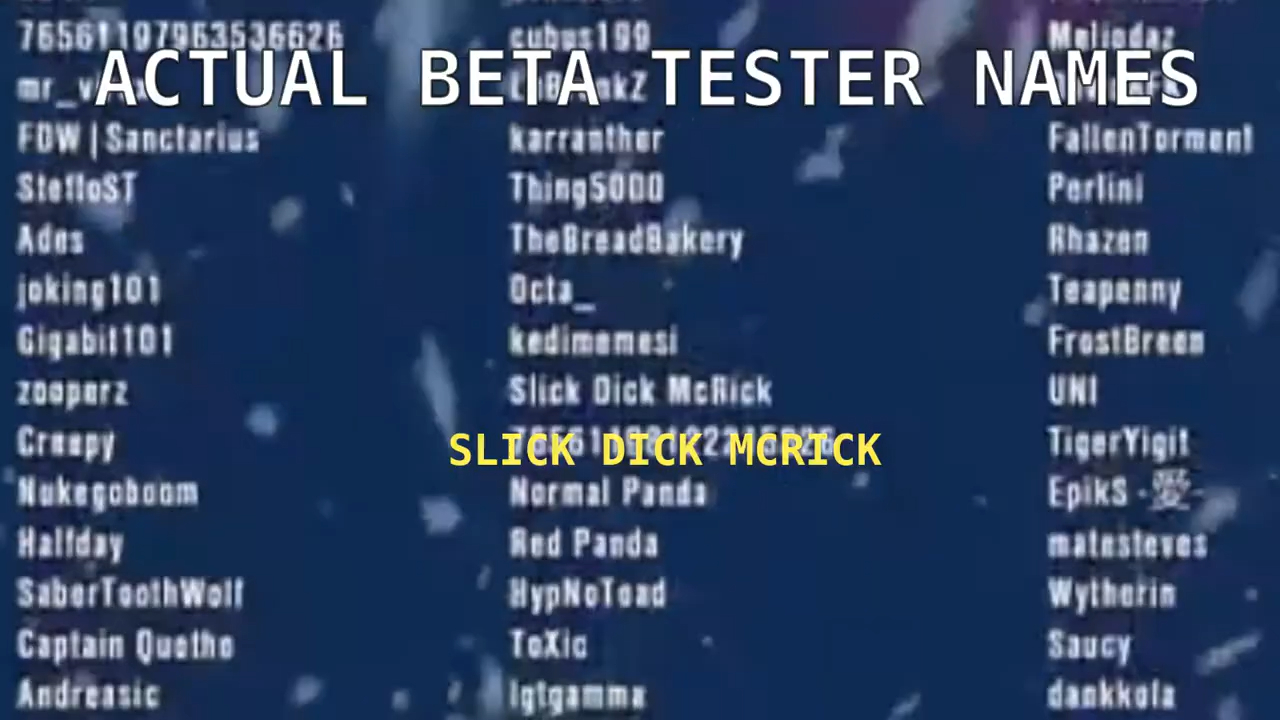 76561197963536626 cubus199 Meliodaz
ACTUAL BETA TESTER NAMES
FDW | Sanctarius karranther FallenTorment
StefloST Thing5000 Perlini
Ades TheBreadBakery Rhazen
joking101 Octa_ Teapenny
Gigabit101 kedimemesi FrostBreen
zooperz Slick Dick McRick UNI
Creepy TigerYigit
SLICK DICK MCRICK
Nukegoboom Normal Panda EpikS -愛-
Halfday Red Panda matesteves
SaberToothWolf HypNoToad Wytherin
Captain Quethe ToXic Saucy
Andreasic lgtgamma dankkola